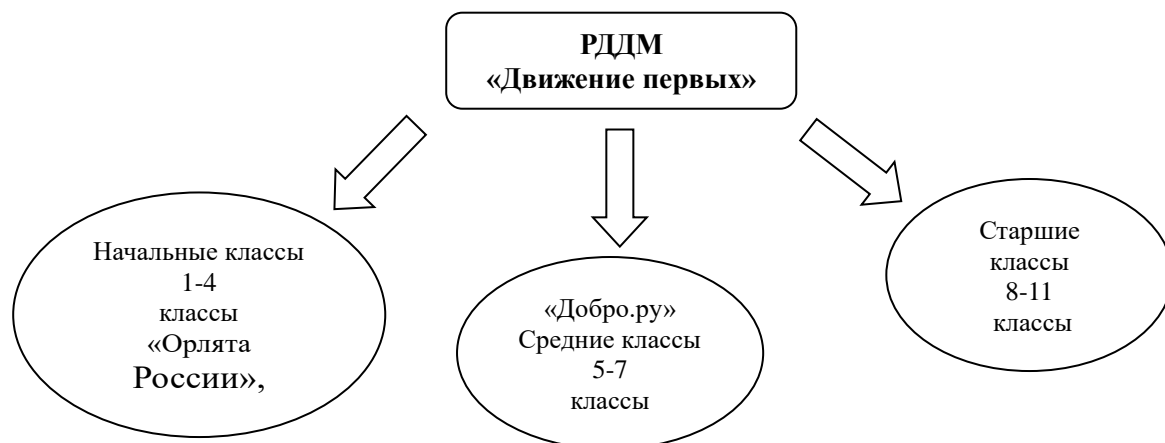 РДДМ
«Движение первых»
Начальные классы
1-4
классы
«Орлята
России»,
«Добро.ру»
Средние классы
5-7
классы
Старшие
классы
8-11
классы